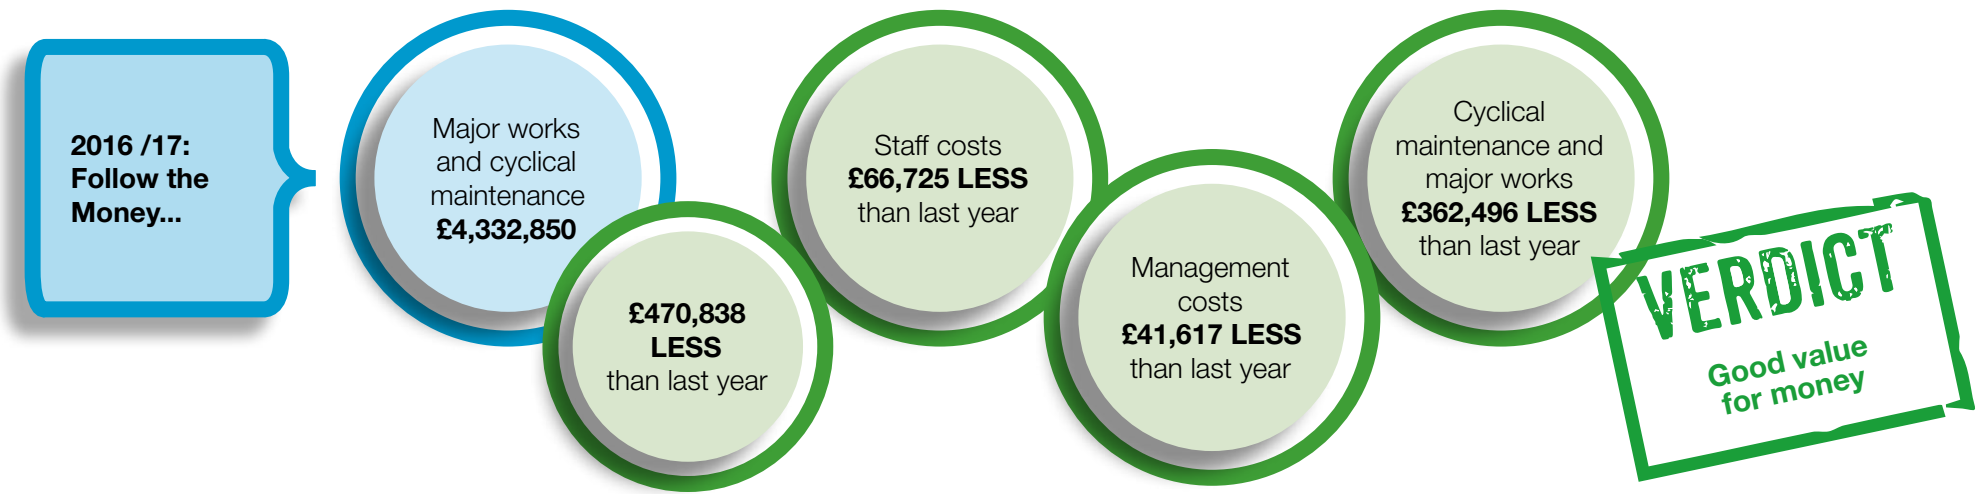 2016 /17:
Follow the
Money...
Major works
and cyclical
maintenance
£4,332,850
£470,838
LESS
than last year
Staff costs
£66,725 LESS
than last year
Management
costs
£41,617 LESS
than last year
Cyclical
maintenance and
major works
£362,496 LESS
than last year
VERDICT
Good value
for money